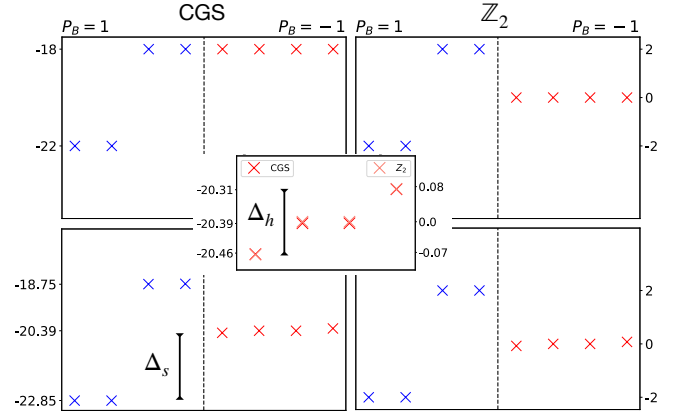 CGS
ℤ₂
P_B = 1
P_B = −1
P_B = 1
P_B = −1
-18
-22
2
0
-2
CGS
Z₂
-20.31
-20.39
-20.46
Δ_h
0.08
0.0
-0.07
-18.75
-20.39
-22.85
Δ_s
2
0
-2